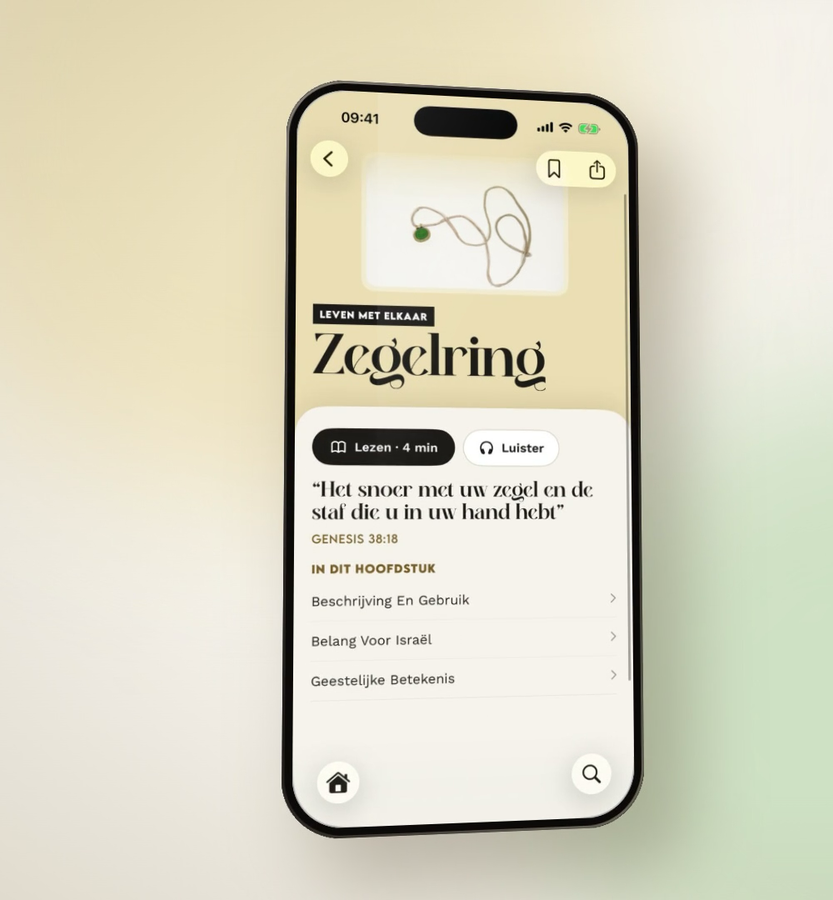 09:41
LEVEN MET ELKAAR
Zegelring
Lezen · 4 min
Luister
“Het snoer met uw zegel en de
staf die u in uw hand hebt”
GENESIS 38:18
IN DIT HOOFDSTUK
Beschrijving En Gebruik
Belang Voor Israël
Geestelijke Betekenis